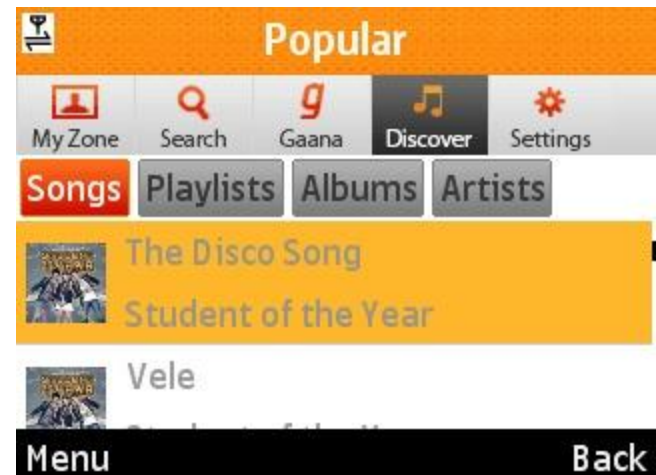 Popular
My Zone Search Gaana Discover Settings
Songs Playlists Albums Artists
The Disco Song
Student of the Year
Vele
Menu Back